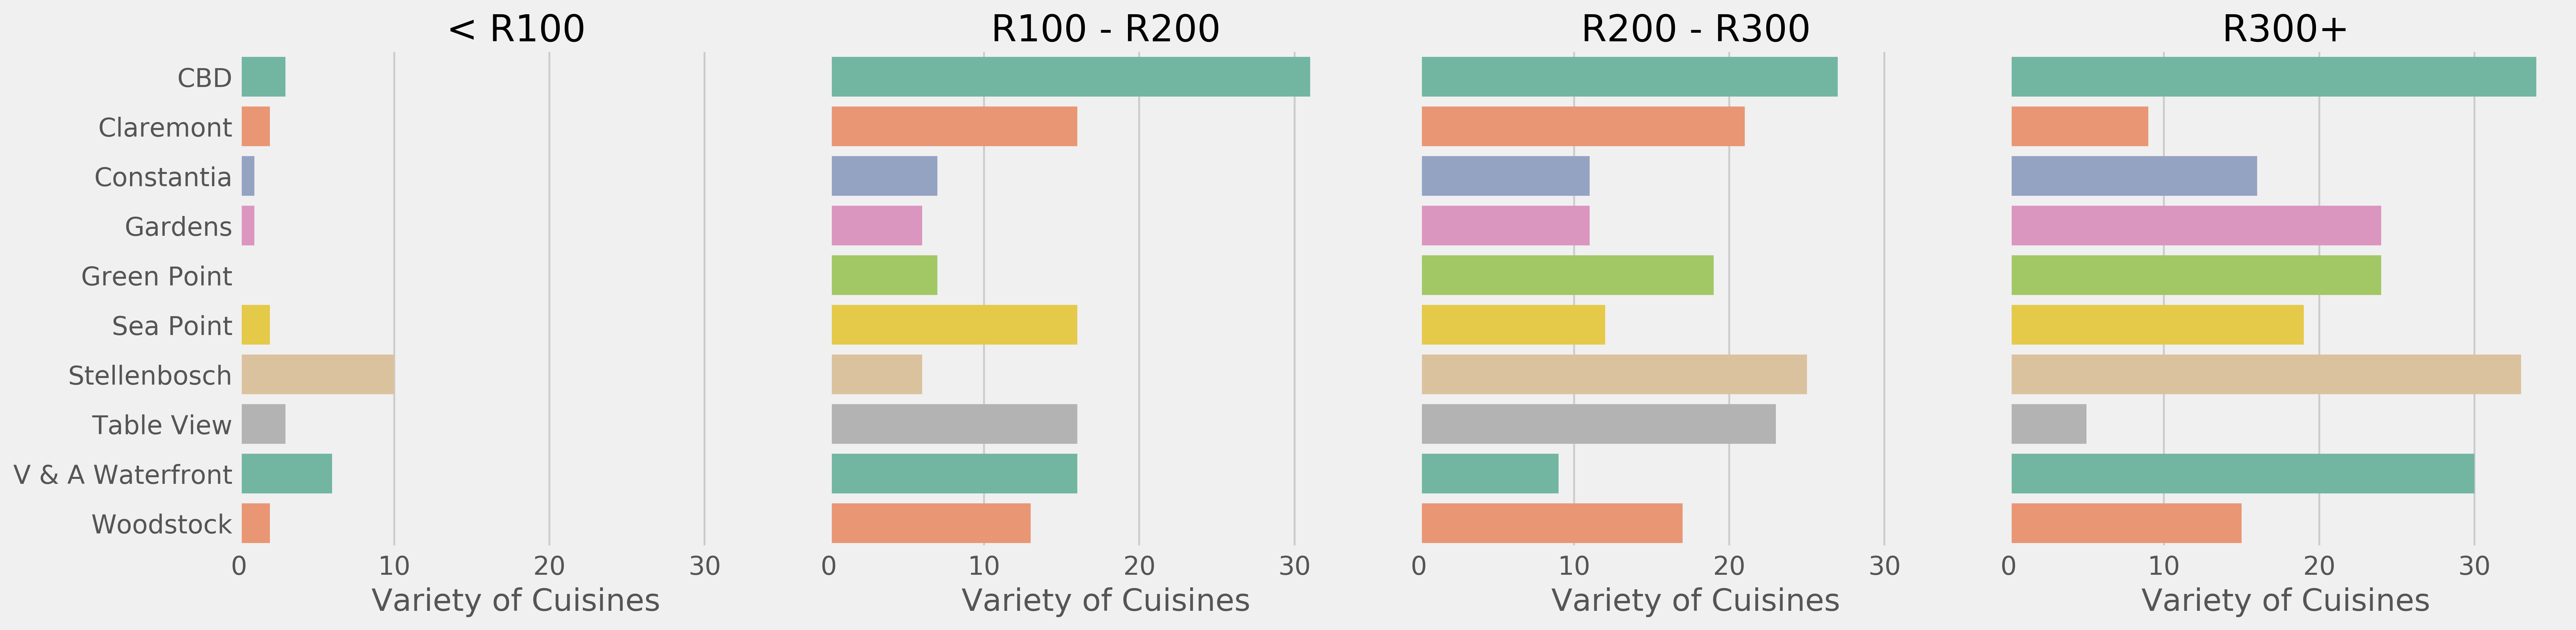 < R100
R100 - R200
R200 - R300
R300+
CBD
Claremont
Constantia
Gardens
Green Point
Sea Point
Stellenbosch
Table View
V & A Waterfront
Woodstock
0 10 20 30
0 10 20 30
0 10 20 30
0 10 20 30
Variety of Cuisines
Variety of Cuisines
Variety of Cuisines
Variety of Cuisines